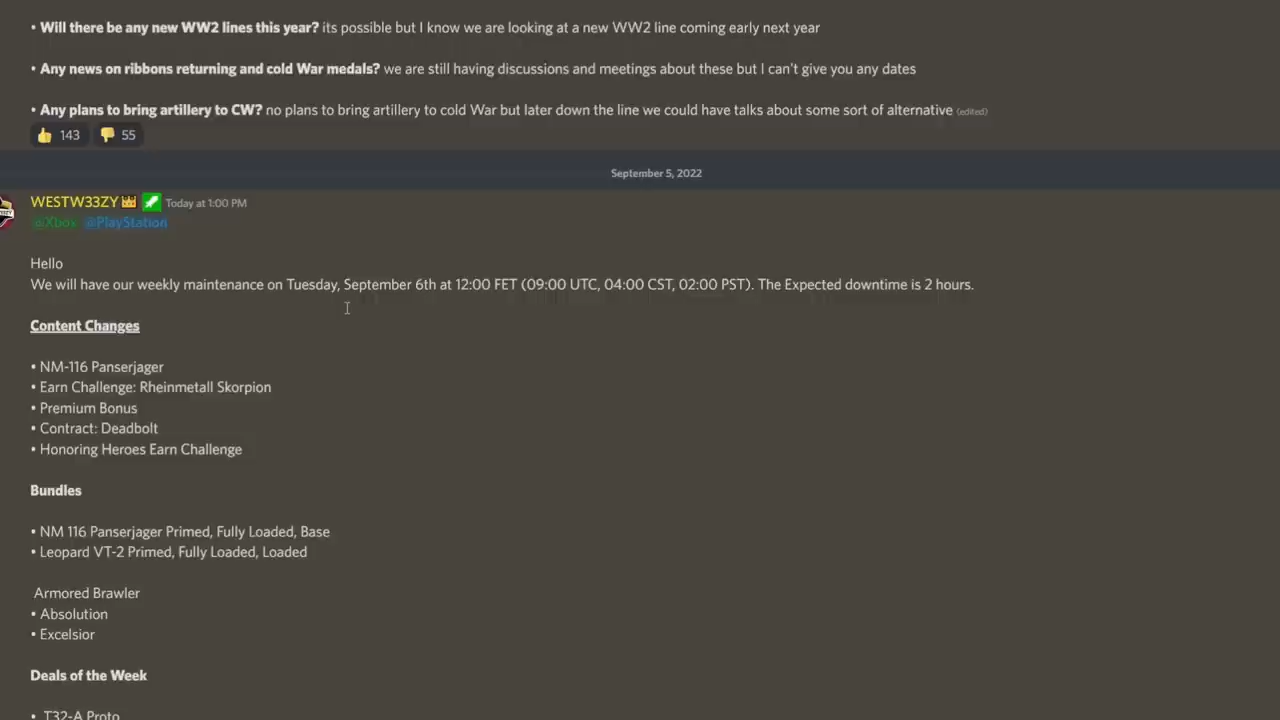 • Will there be any new WW2 lines this year? its possible but I know we are looking at a new WW2 line coming early next year
• Any news on ribbons returning and cold War medals? we are still having discussions and meetings about these but I can't give you any dates
• Any plans to bring artillery to CW? no plans to bring artillery to cold War but later down the line we could have talks about some sort of alternative (edited)
👍 143 👎 55
September 5, 2022
WESTW33ZY Today at 1:00 PM
@Xbox @PlayStation
Hello
We will have our weekly maintenance on Tuesday, September 6th at 12:00 FET (09:00 UTC, 04:00 CST, 02:00 PST). The Expected downtime is 2 hours.
Content Changes
• NM-116 Panserjager
• Earn Challenge: Rheinmetall Skorpion
• Premium Bonus
• Contract: Deadbolt
• Honoring Heroes Earn Challenge
Bundles
• NM 116 Panserjager Primed, Fully Loaded, Base
• Leopard VT-2 Primed, Fully Loaded, Loaded
Armored Brawler
• Absolution
• Excelsior
Deals of the Week
• T32-A Proto